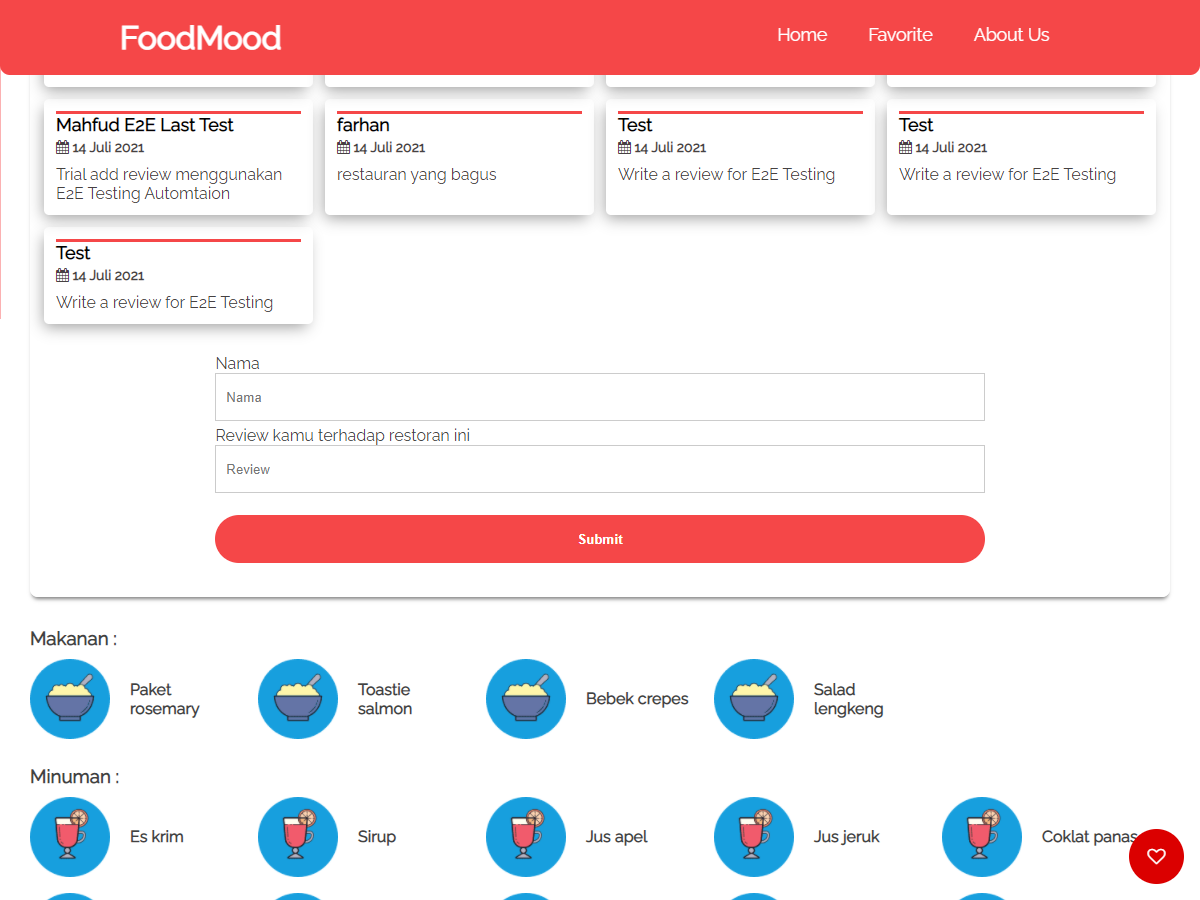 FoodMood
Home
Favorite
About Us
Mahfud E2E Last Test
14 Juli 2021
Trial add review menggunakan
E2E Testing Automtaion
farhan
14 Juli 2021
restauran yang bagus
Test
14 Juli 2021
Write a review for E2E Testing
Test
14 Juli 2021
Write a review for E2E Testing
Test
14 Juli 2021
Write a review for E2E Testing
Nama
Nama
Review kamu terhadap restoran ini
Review
Submit
Makanan :
Paket
rosemary
Toastie
salmon
Bebek crepes
Salad
lengkeng
Minuman :
Es krim
Sirup
Jus apel
Jus jeruk
Coklat panas